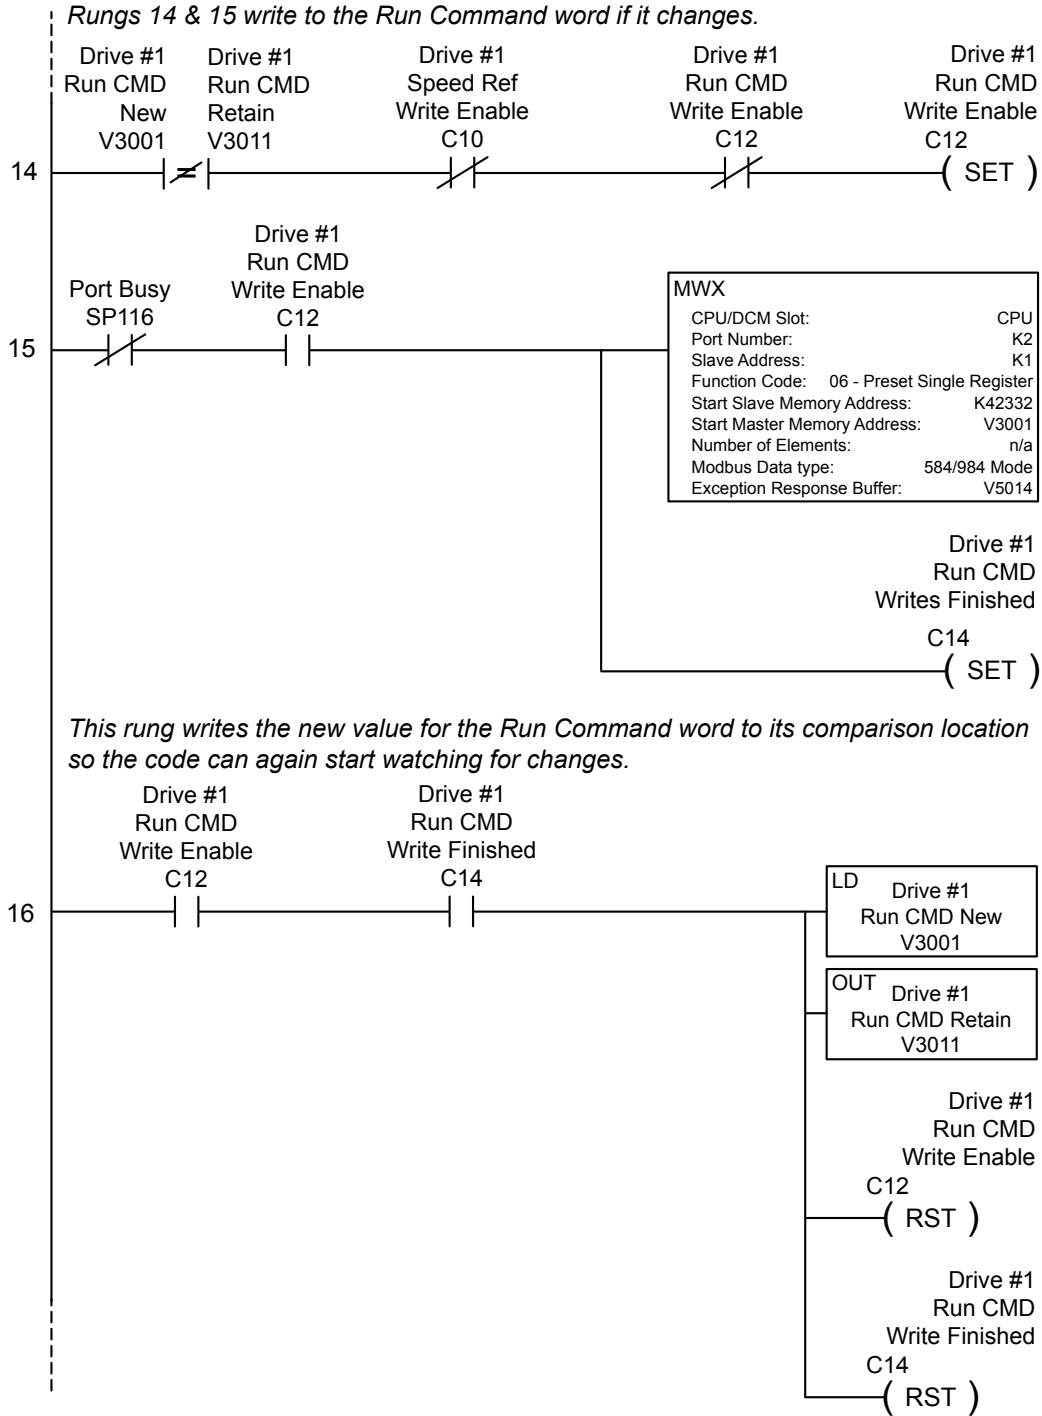 Rungs 14 & 15 write to the Run Command word if it changes.
Drive #1
Run CMD
New
V3001
Drive #1
Run CMD
Retain
V3011
Drive #1
Speed Ref
Write Enable
C10
Drive #1
Run CMD
Write Enable
C12
Drive #1
Run CMD
Write Enable
C12
14
≠
( SET )
Port Busy
SP116
Drive #1
Run CMD
Write Enable
C12
15
MWX
CPU/DCM Slot: CPU
Port Number: K2
Slave Address: K1
Function Code: 06 - Preset Single Register
Start Slave Memory Address: K42332
Start Master Memory Address: V3001
Number of Elements: n/a
Modbus Data type: 584/984 Mode
Exception Response Buffer: V5014
Drive #1
Run CMD
Writes Finished
C14
( SET )
This rung writes the new value for the Run Command word to its comparison location
so the code can again start watching for changes.
Drive #1
Run CMD
Write Enable
C12
Drive #1
Run CMD
Write Finished
C14
16
LD
Drive #1
Run CMD New
V3001
OUT
Drive #1
Run CMD Retain
V3011
Drive #1
Run CMD
Write Enable
C12
( RST )
Drive #1
Run CMD
Write Finished
C14
( RST )